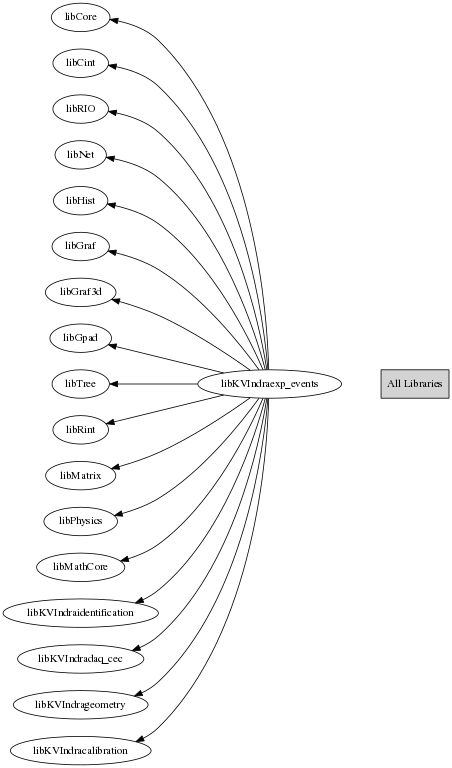 libCore
libCint
libRIO
libNet
libHist
libGraf
libGraf3d
libGpad
libTree
libKVIndraexp_events
All Libraries
libRint
libMatrix
libPhysics
libMathCore
libKVIndraidentification
libKVIndradaq_cec
libKVIndrageometry
libKVIndracalibration